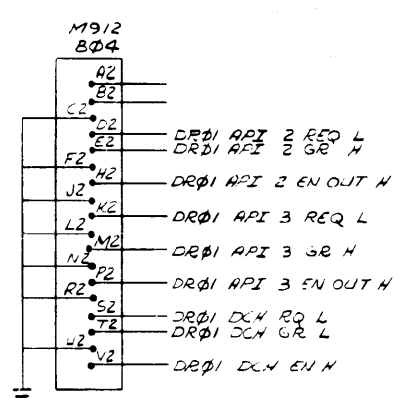 M912
BØ4
A2
B2
C2
D2 DRØ1 API 2 REQ L
E2 DRØ1 API 2 GR H
F2
H2 DRØ1 API 2 EN OUT H
J2
K2 DRØ1 API 3 REQ L
L2
M2 DRØ1 API 3 GR H
N2
P2 DRØ1 API 3 EN OUT H
R2
S2 DRØ1 DCH RQ L
T2 DRØ1 DCH GR L
U2
V2 DRØ1 DCH EN H